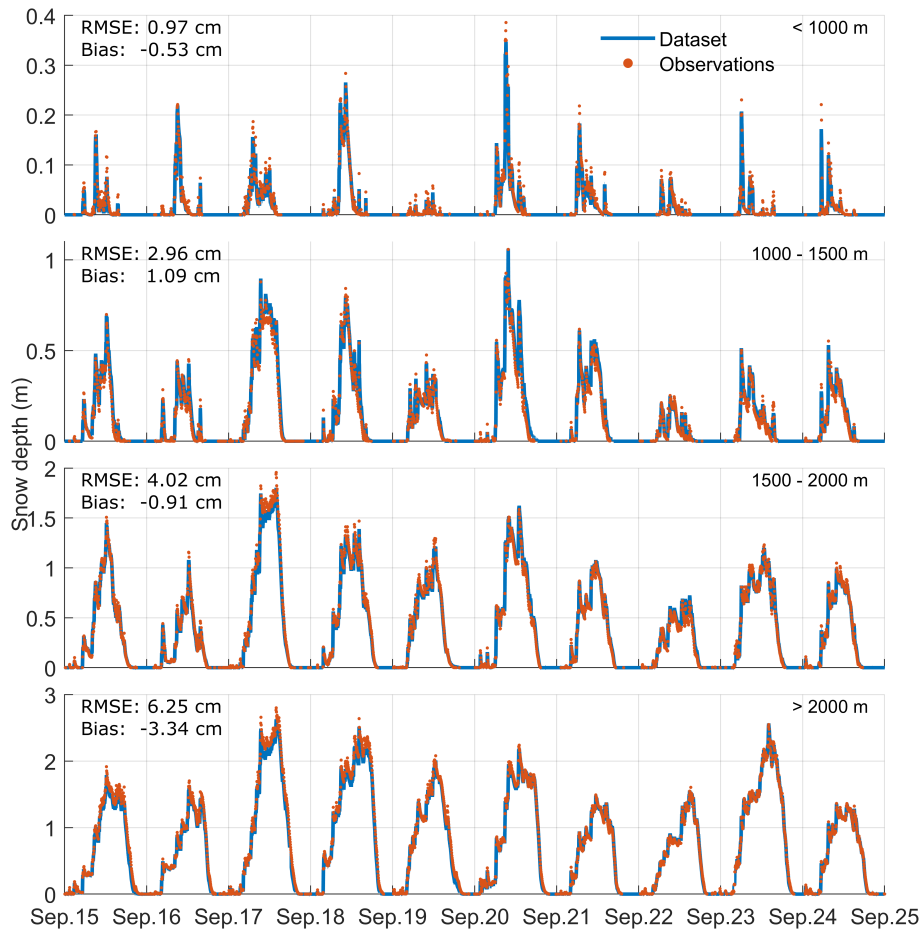 0.4
RMSE: 0.97 cm
Bias: -0.53 cm
< 1000 m
Dataset
Observations
0.3
0.2
0.1
0
RMSE: 2.96 cm
Bias: 1.09 cm
1000 - 1500 m
1
0.5
0
Snow depth (m)
2
RMSE: 4.02 cm
Bias: -0.91 cm
1500 - 2000 m
1.5
1
0.5
0
3
RMSE: 6.25 cm
Bias: -3.34 cm
> 2000 m
2
1
0
Sep.15 Sep.16 Sep.17 Sep.18 Sep.19 Sep.20 Sep.21 Sep.22 Sep.23 Sep.24 Sep.25